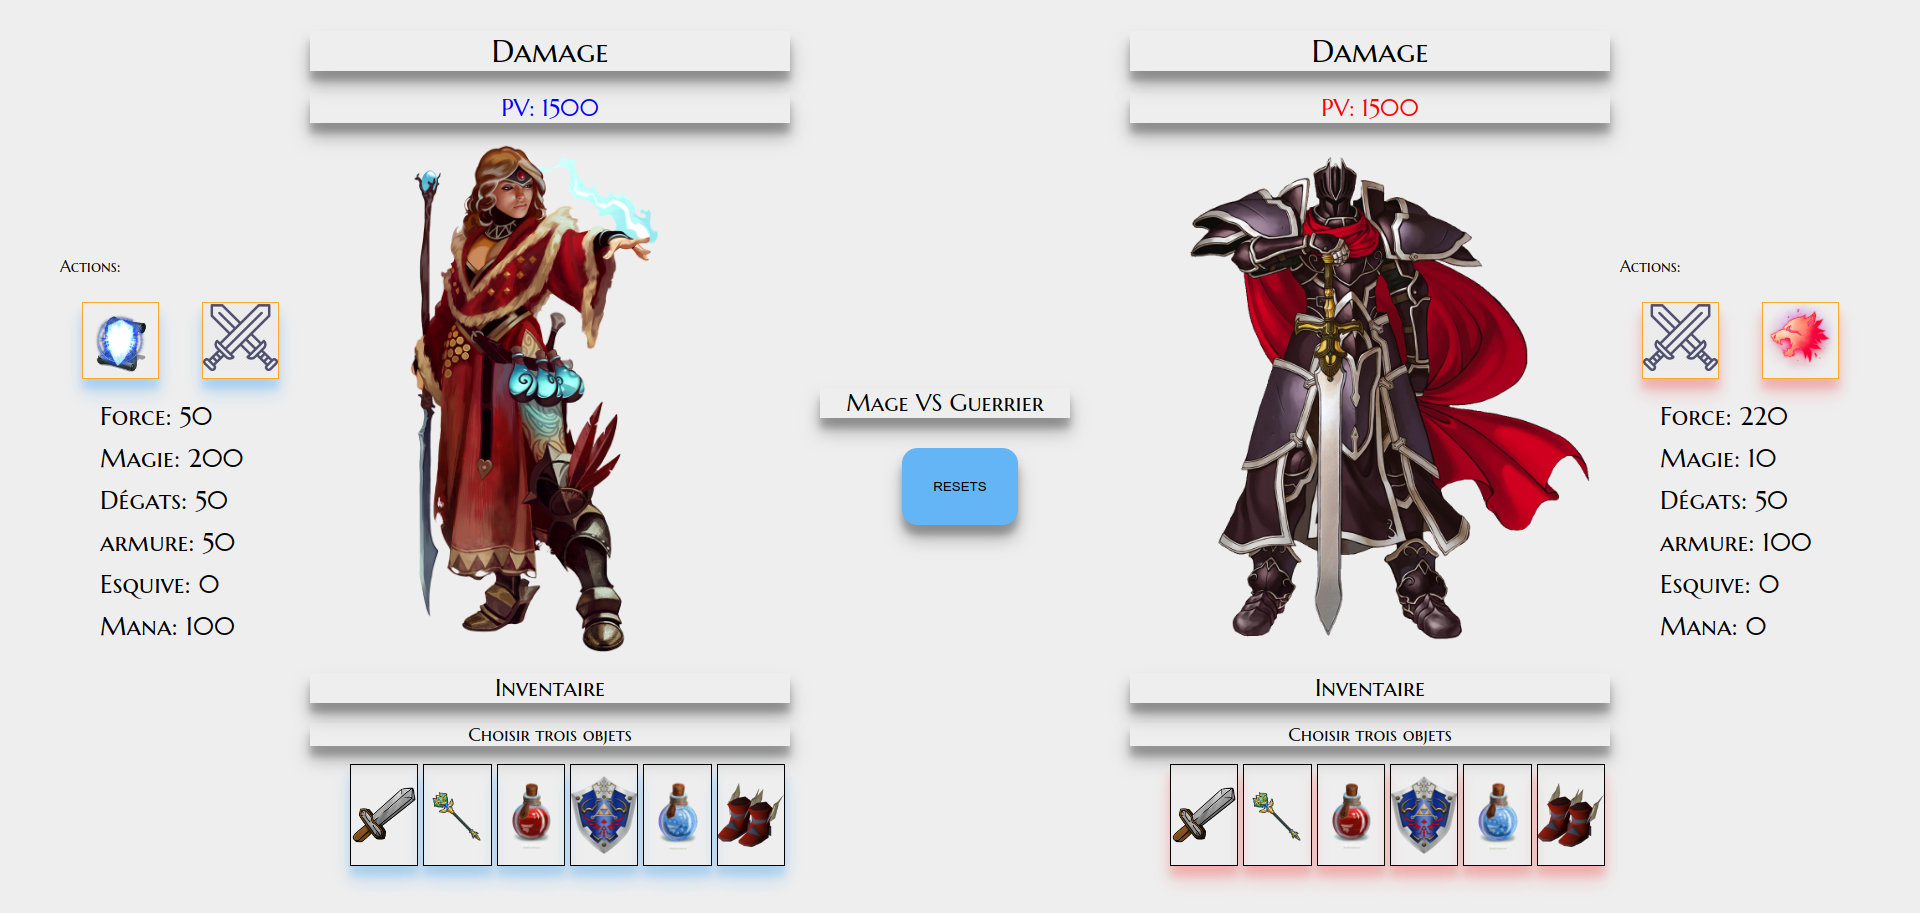 Damage
PV: 1500
Actions:
Force: 50
Magie: 200
Dégats: 50
armure: 50
Esquive: 0
Mana: 100
Inventaire
Choisir trois objets
Mage VS Guerrier
RESETS
Damage
PV: 1500
Actions:
Force: 220
Magie: 10
Dégats: 50
armure: 100
Esquive: 0
Mana: 0
Inventaire
Choisir trois objets